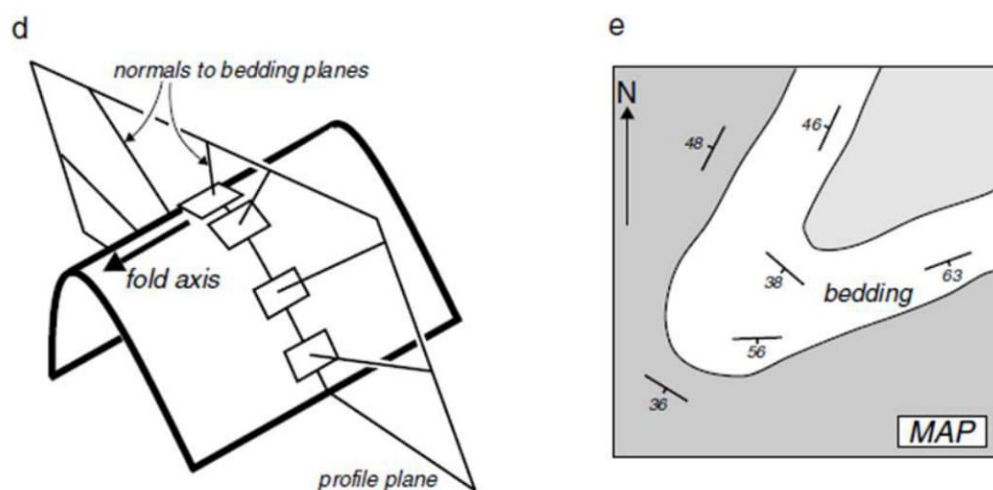 d
normals to bedding planes
fold axis
profile plane
e
N
48
46
38
bedding
63
56
36
MAP